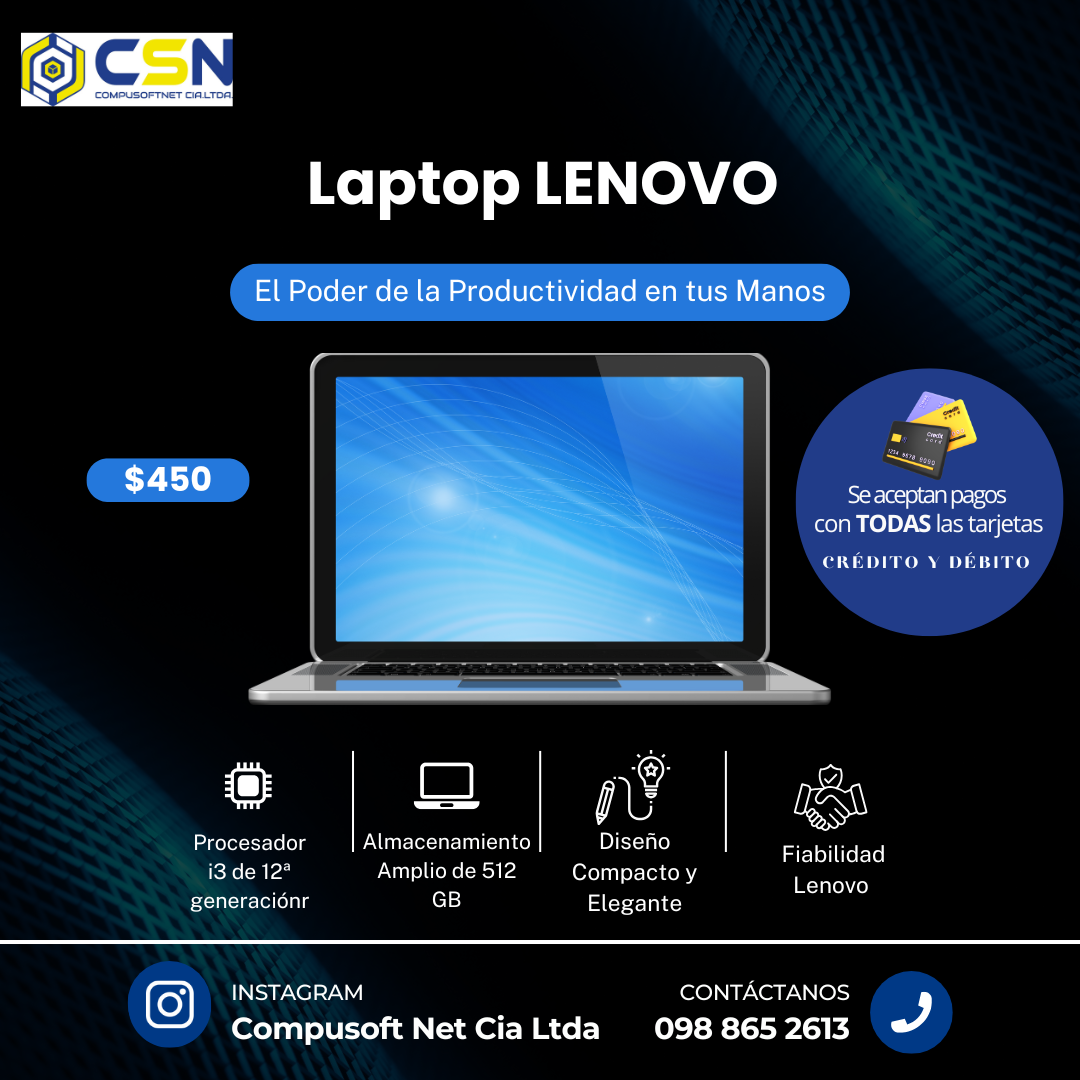 CSN
COMPUSOFTNET CIA.LTDA.
Laptop LENOVO
El Poder de la Productividad en tus Manos
$450
Credit
Credit
Se aceptan pagos
con TODAS las tarjetas
CRÉDITO Y DÉBITO
Procesador
i3 de 12ª
generaciónr
Almacenamiento
Amplio de 512
GB
Diseño
Compacto y
Elegante
Fiabilidad
Lenovo
INSTAGRAM
Compusoft Net Cia Ltda
CONTÁCTANOS
098 865 2613